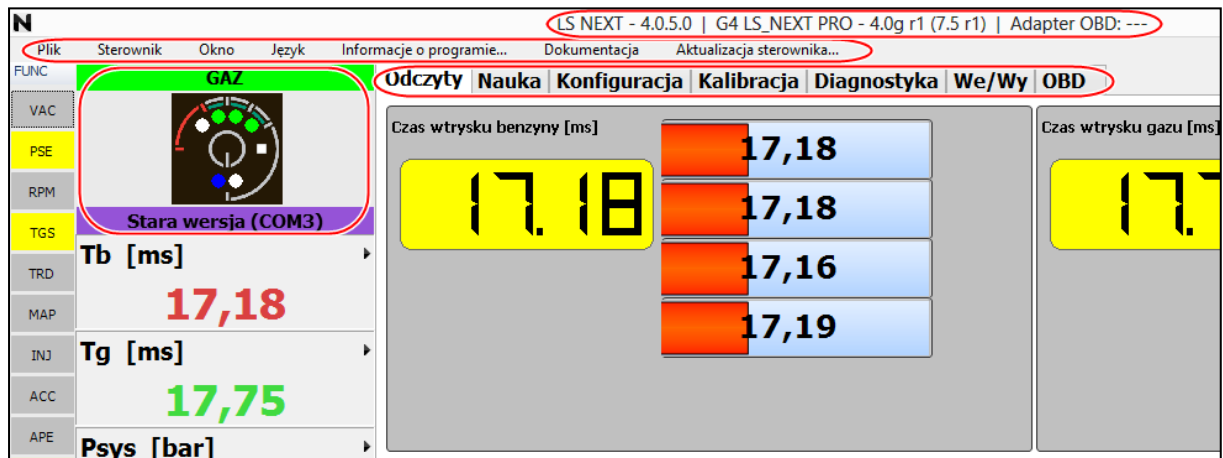 N LS NEXT - 4.0.5.0 | G4 LS_NEXT PRO - 4.0g r1 (7.5 r1) | Adapter OBD: ---
Plik Sterownik Okno Język Informacje o programie... Dokumentacja Aktualizacja sterownika...
FUNC
VAC
PSE
RPM
TGS
TRD
MAP
INJ
ACC
APE
GAZ
Stara wersja (COM3)
Tb [ms]
17,18
Tg [ms]
17,75
Psys [bar]
Odczyty Nauka Konfiguracja Kalibracja Diagnostyka We/Wy OBD
Czas wtrysku benzyny [ms]
17.18
17,18
17,18
17,16
17,19
Czas wtrysku gazu [ms]